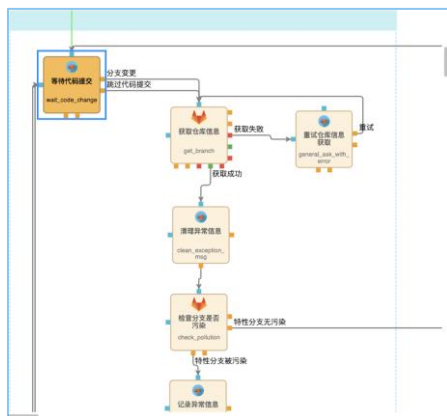 等待代码提交
wait_code_change
分支变更
跳过代码提交
获取仓库信息
get_branch
获取失败
重试仓库信息
获取
general_ask_with_
error
重试
获取成功
清理异常信息
clean_exception_
msg
检查分支是否
污染
check_pollution
特性分支无污染
特性分支被污染
记录异常信息